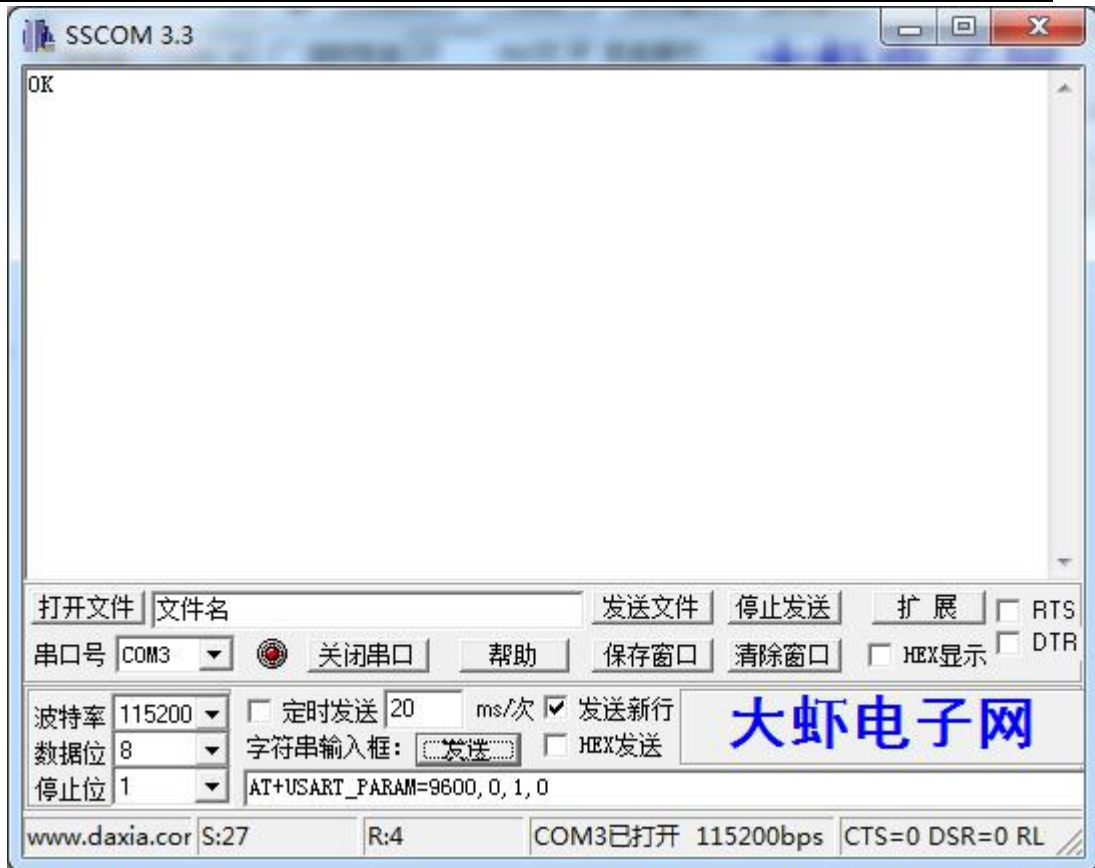 SSCOM 3.3
OK
打开文件 文件名 发送文件 停止发送 扩 展 RTS
串口号 COM3 关闭串口 帮助 保存窗口 清除窗口 HEX显示 DTR
波特率 115200 定时发送 20 ms/次 发送新行 大虾电子网
数据位 8 字符串输入框: 发送 HEX发送
停止位 1 AT+USART_PARAM=9600,0,1,0
www.daxia.cor S:27 R:4 COM3已打开 115200bps CTS=0 DSR=0 RL